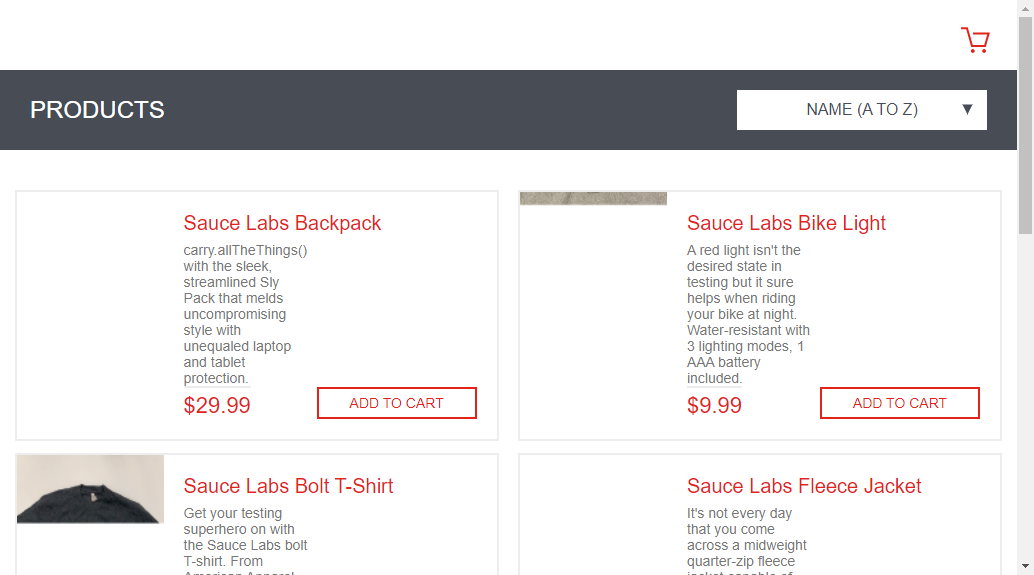 PRODUCTS
NAME (A TO Z)
Sauce Labs Backpack
carry.allTheThings()
with the sleek,
streamlined Sly
Pack that melds
uncompromising
style with
unequaled laptop
and tablet
protection.
$29.99
ADD TO CART
Sauce Labs Bike Light
A red light isn't the
desired state in
testing but it sure
helps when riding
your bike at night.
Water-resistant with
3 lighting modes, 1
AAA battery
included.
$9.99
ADD TO CART
Sauce Labs Bolt T-Shirt
Get your testing
superhero on with
the Sauce Labs bolt
T-shirt. From
American Apparel,
Sauce Labs Fleece Jacket
It's not every day
that you come
across a midweight
quarter-zip fleece
jacket capable of